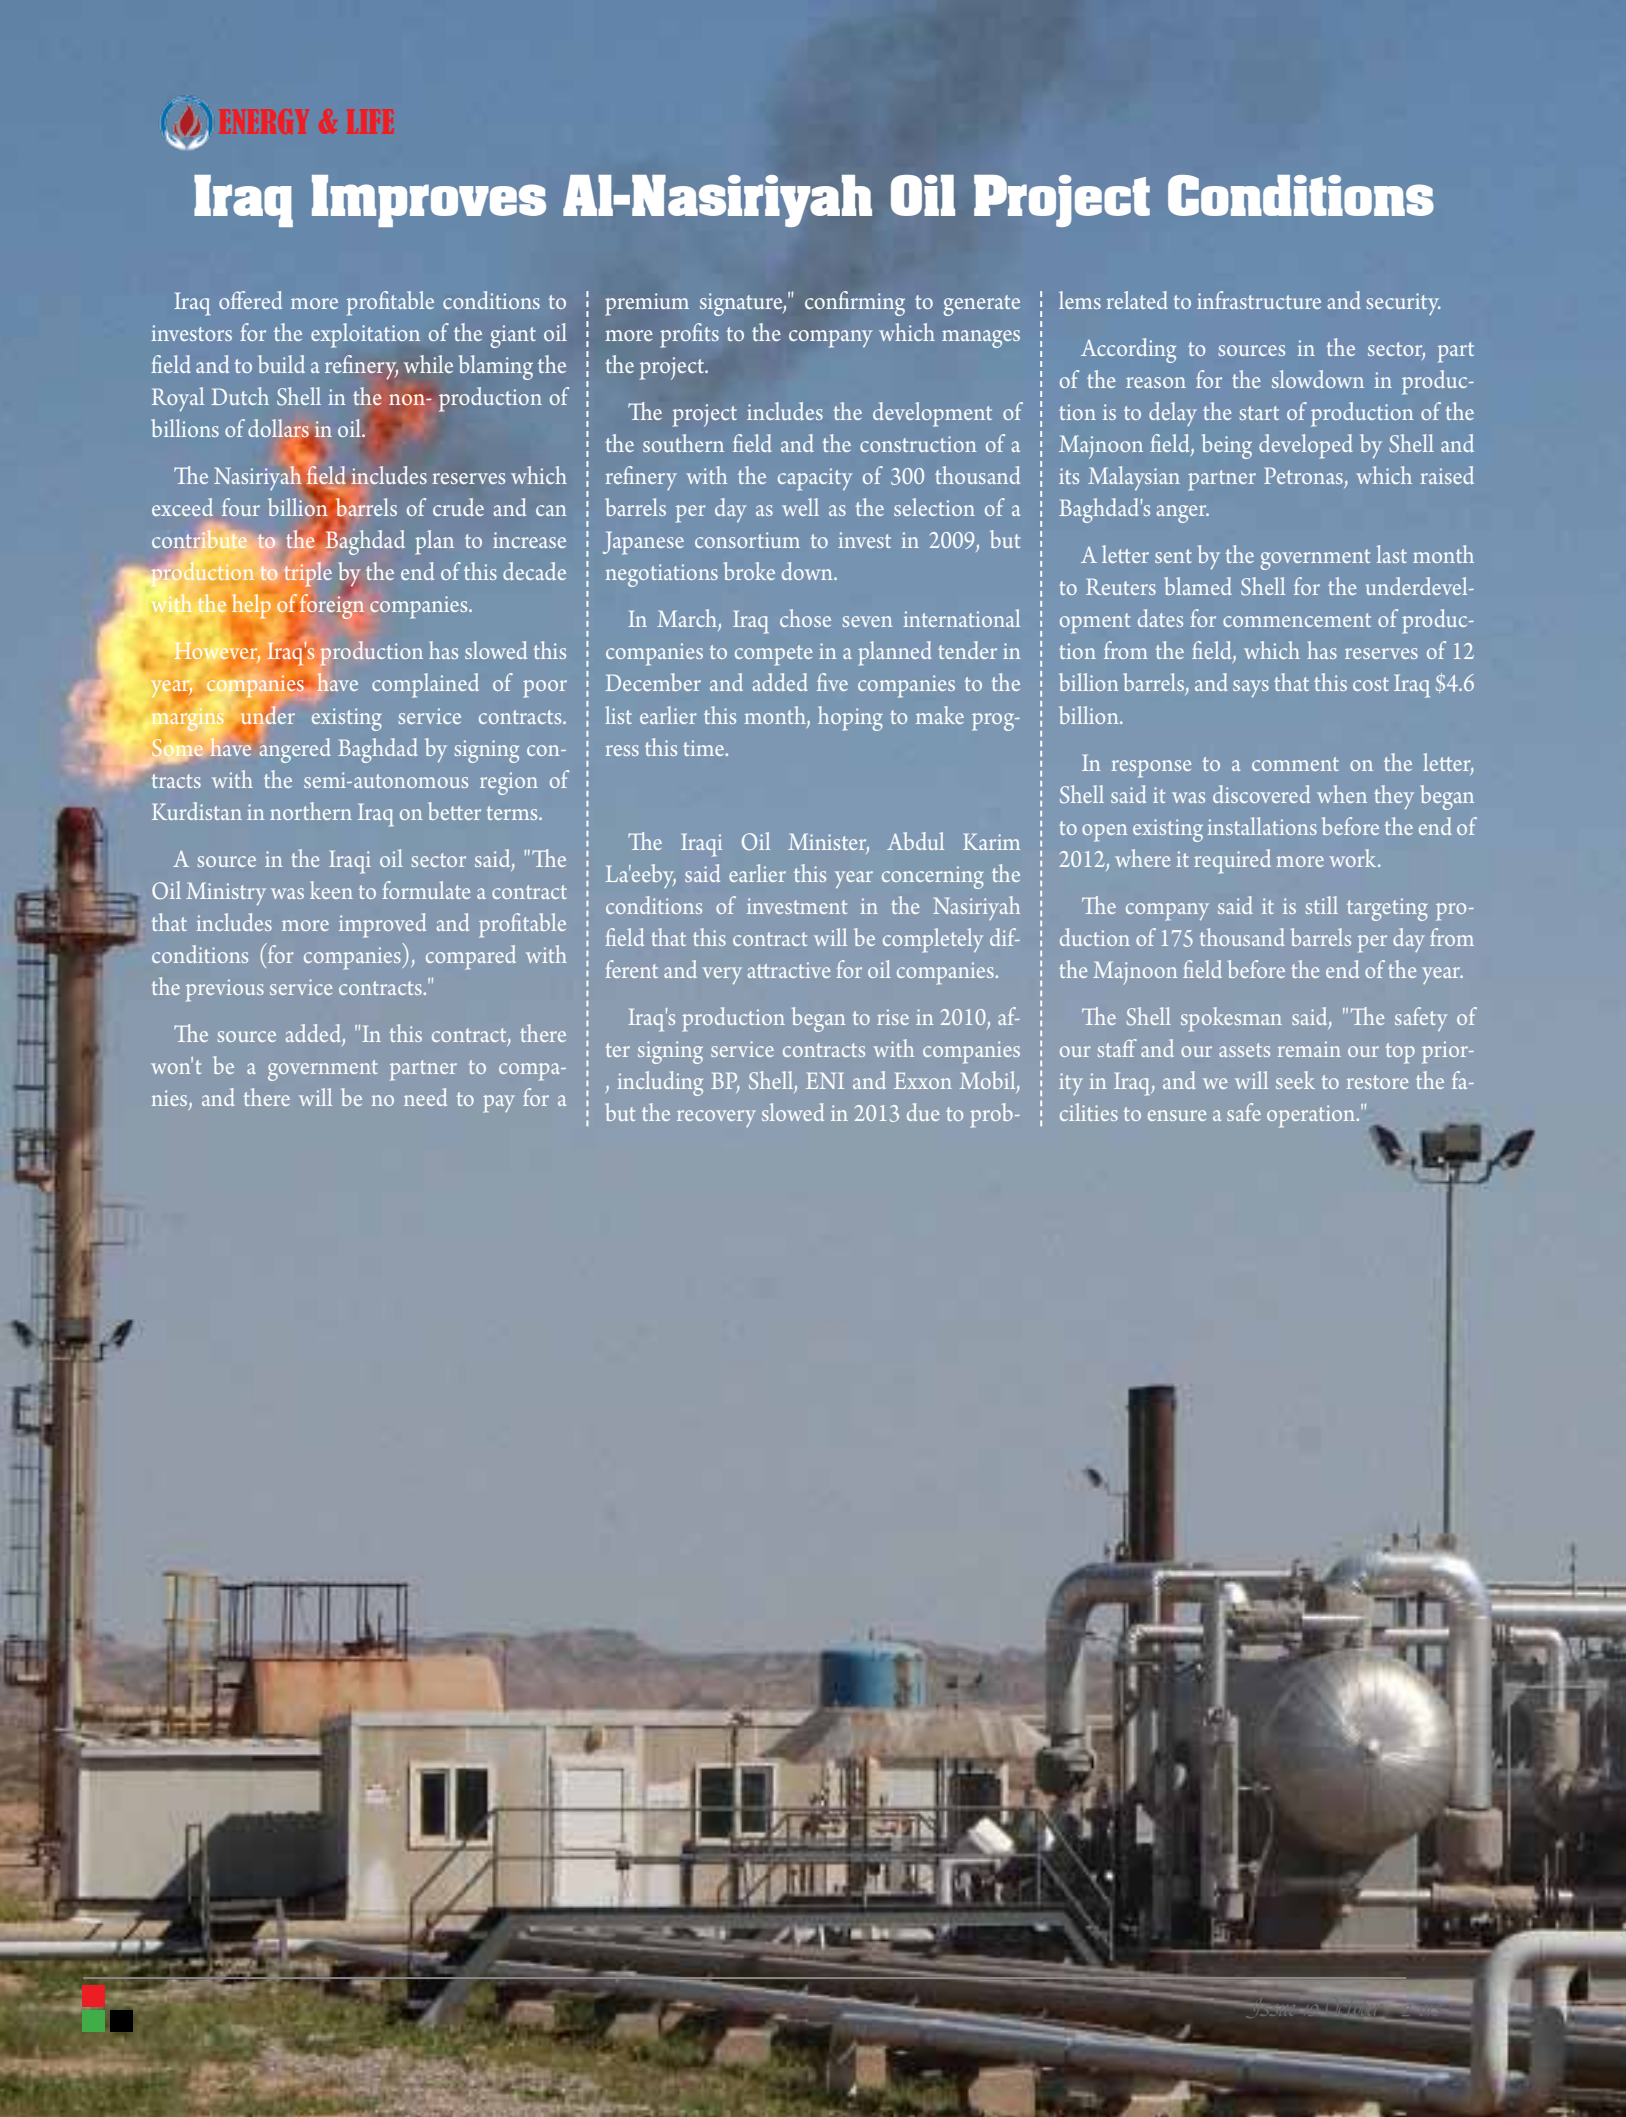 ENERGY & LIFE
Iraq Improves Al-Nasiriyah Oil Project Conditions
Iraq offered more profitable conditions to
investors for the exploitation of the giant oil
field and to build a refinery, while blaming the
Royal Dutch Shell in the non- production of
billions of dollars in oil.
The Nasiriyah field includes reserves which
exceed four billion barrels of crude and can
contribute to the Baghdad plan to increase
production to triple by the end of this decade
with the help of foreign companies.
However, Iraq's production has slowed this
year, companies have complained of poor
margins under existing service contracts.
Some have angered Baghdad by signing con-
tracts with the semi-autonomous region of
Kurdistan in northern Iraq on better terms.
A source in the Iraqi oil sector said, "The
Oil Ministry was keen to formulate a contract
that includes more improved and profitable
conditions (for companies), compared with
the previous service contracts."
The source added, "In this contract, there
won't be a government partner to compa-
nies, and there will be no need to pay for a
premium signature," confirming to generate
more profits to the company which manages
the project.
The project includes the development of
the southern field and the construction of a
refinery with the capacity of 300 thousand
barrels per day as well as the selection of a
Japanese consortium to invest in 2009, but
negotiations broke down.
In March, Iraq chose seven international
companies to compete in a planned tender in
December and added five companies to the
list earlier this month, hoping to make prog-
ress this time.
The Iraqi Oil Minister, Abdul Karim
La'eeby, said earlier this year concerning the
conditions of investment in the Nasiriyah
field that this contract will be completely dif-
ferent and very attractive for oil companies.
Iraq's production began to rise in 2010, af-
ter signing service contracts with companies
, including BP, Shell, ENI and Exxon Mobil,
but the recovery slowed in 2013 due to prob-
lems related to infrastructure and security.
According to sources in the sector, part
of the reason for the slowdown in produc-
tion is to delay the start of production of the
Majnoon field, being developed by Shell and
its Malaysian partner Petronas, which raised
Baghdad's anger.
A letter sent by the government last month
to Reuters blamed Shell for the underdevel-
opment dates for commencement of produc-
tion from the field, which has reserves of 12
billion barrels, and says that this cost Iraq $4.6
billion.
In response to a comment on the letter,
Shell said it was discovered when they began
to open existing installations before the end of
2012, where it required more work.
The company said it is still targeting pro-
duction of 175 thousand barrels per day from
the Majnoon field before the end of the year.
The Shell spokesman said, "The safety of
our staff and our assets remain our top prior-
ity in Iraq, and we will seek to restore the fa-
cilities to ensure a safe operation."
Issue